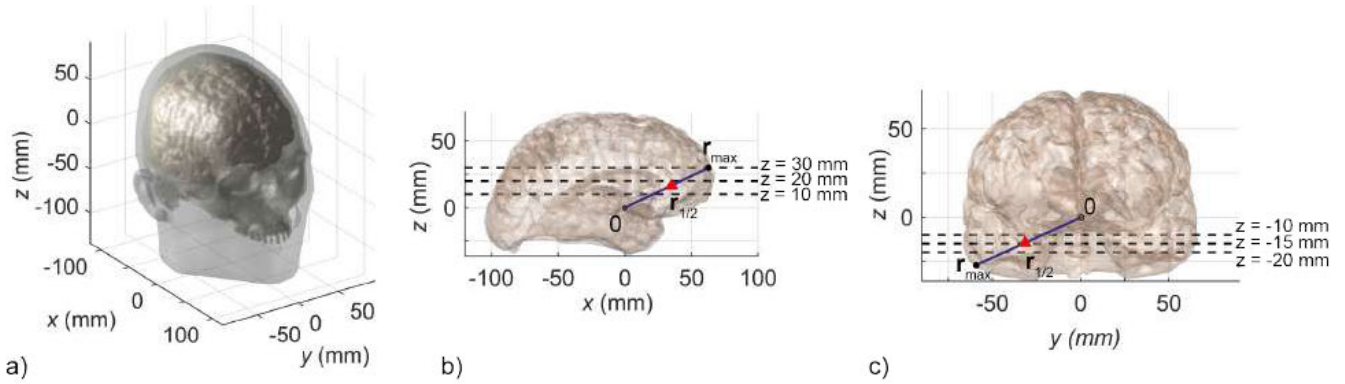 50
0
-50
-100
z (mm)
-100
0
100
x (mm)
-50
0
50
y (mm)
a)
50
0
z (mm)
r max
z = 30 mm
z = 20 mm
z = 10 mm
0
r 1/2
-100
-50
0
50
100
x (mm)
b)
50
0
z (mm)
0
z = -10 mm
z = -15 mm
z = -20 mm
r max
r 1/2
-50
0
50
y (mm)
c)